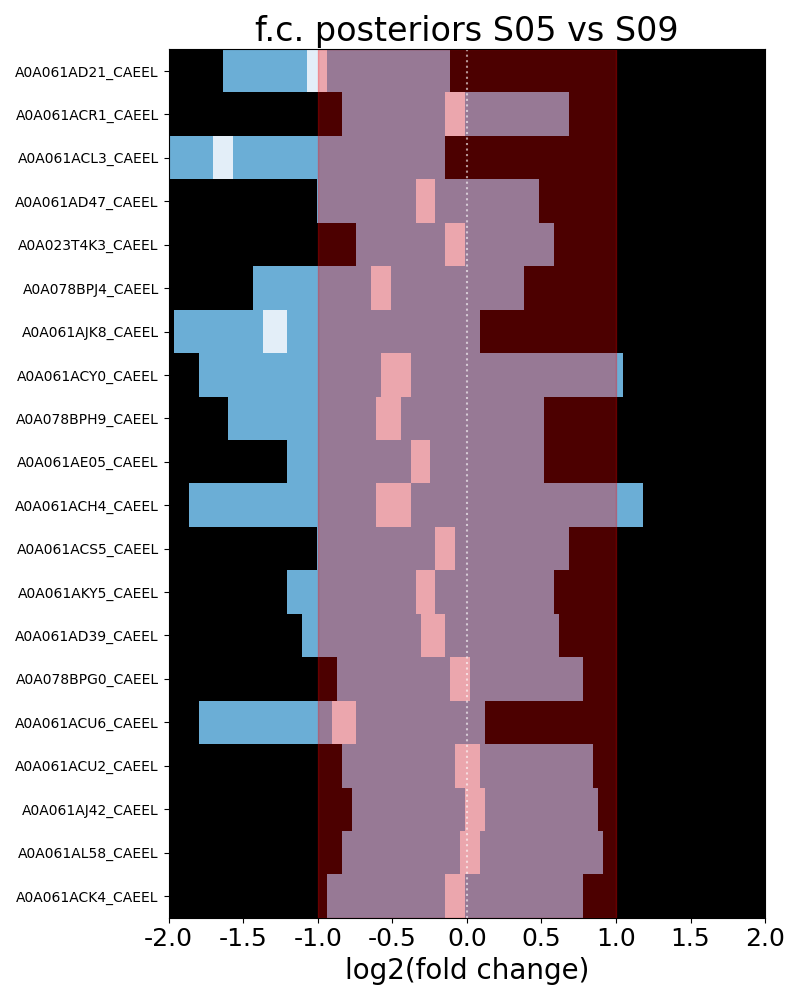 f.c. posteriors S05 vs S09
A0A061AD21_CAEEL
A0A061ACR1_CAEEL
A0A061ACL3_CAEEL
A0A061AD47_CAEEL
A0A023T4K3_CAEEL
A0A078BPJ4_CAEEL
A0A061AJK8_CAEEL
A0A061ACY0_CAEEL
A0A078BPH9_CAEEL
A0A061AE05_CAEEL
A0A061ACH4_CAEEL
A0A061ACS5_CAEEL
A0A061AKY5_CAEEL
A0A061AD39_CAEEL
A0A078BPG0_CAEEL
A0A061ACU6_CAEEL
A0A061ACU2_CAEEL
A0A061AJ42_CAEEL
A0A061AL58_CAEEL
A0A061ACK4_CAEEL
-2.0 -1.5 -1.0 -0.5 0.0 0.5 1.0 1.5 2.0
log2(fold change)